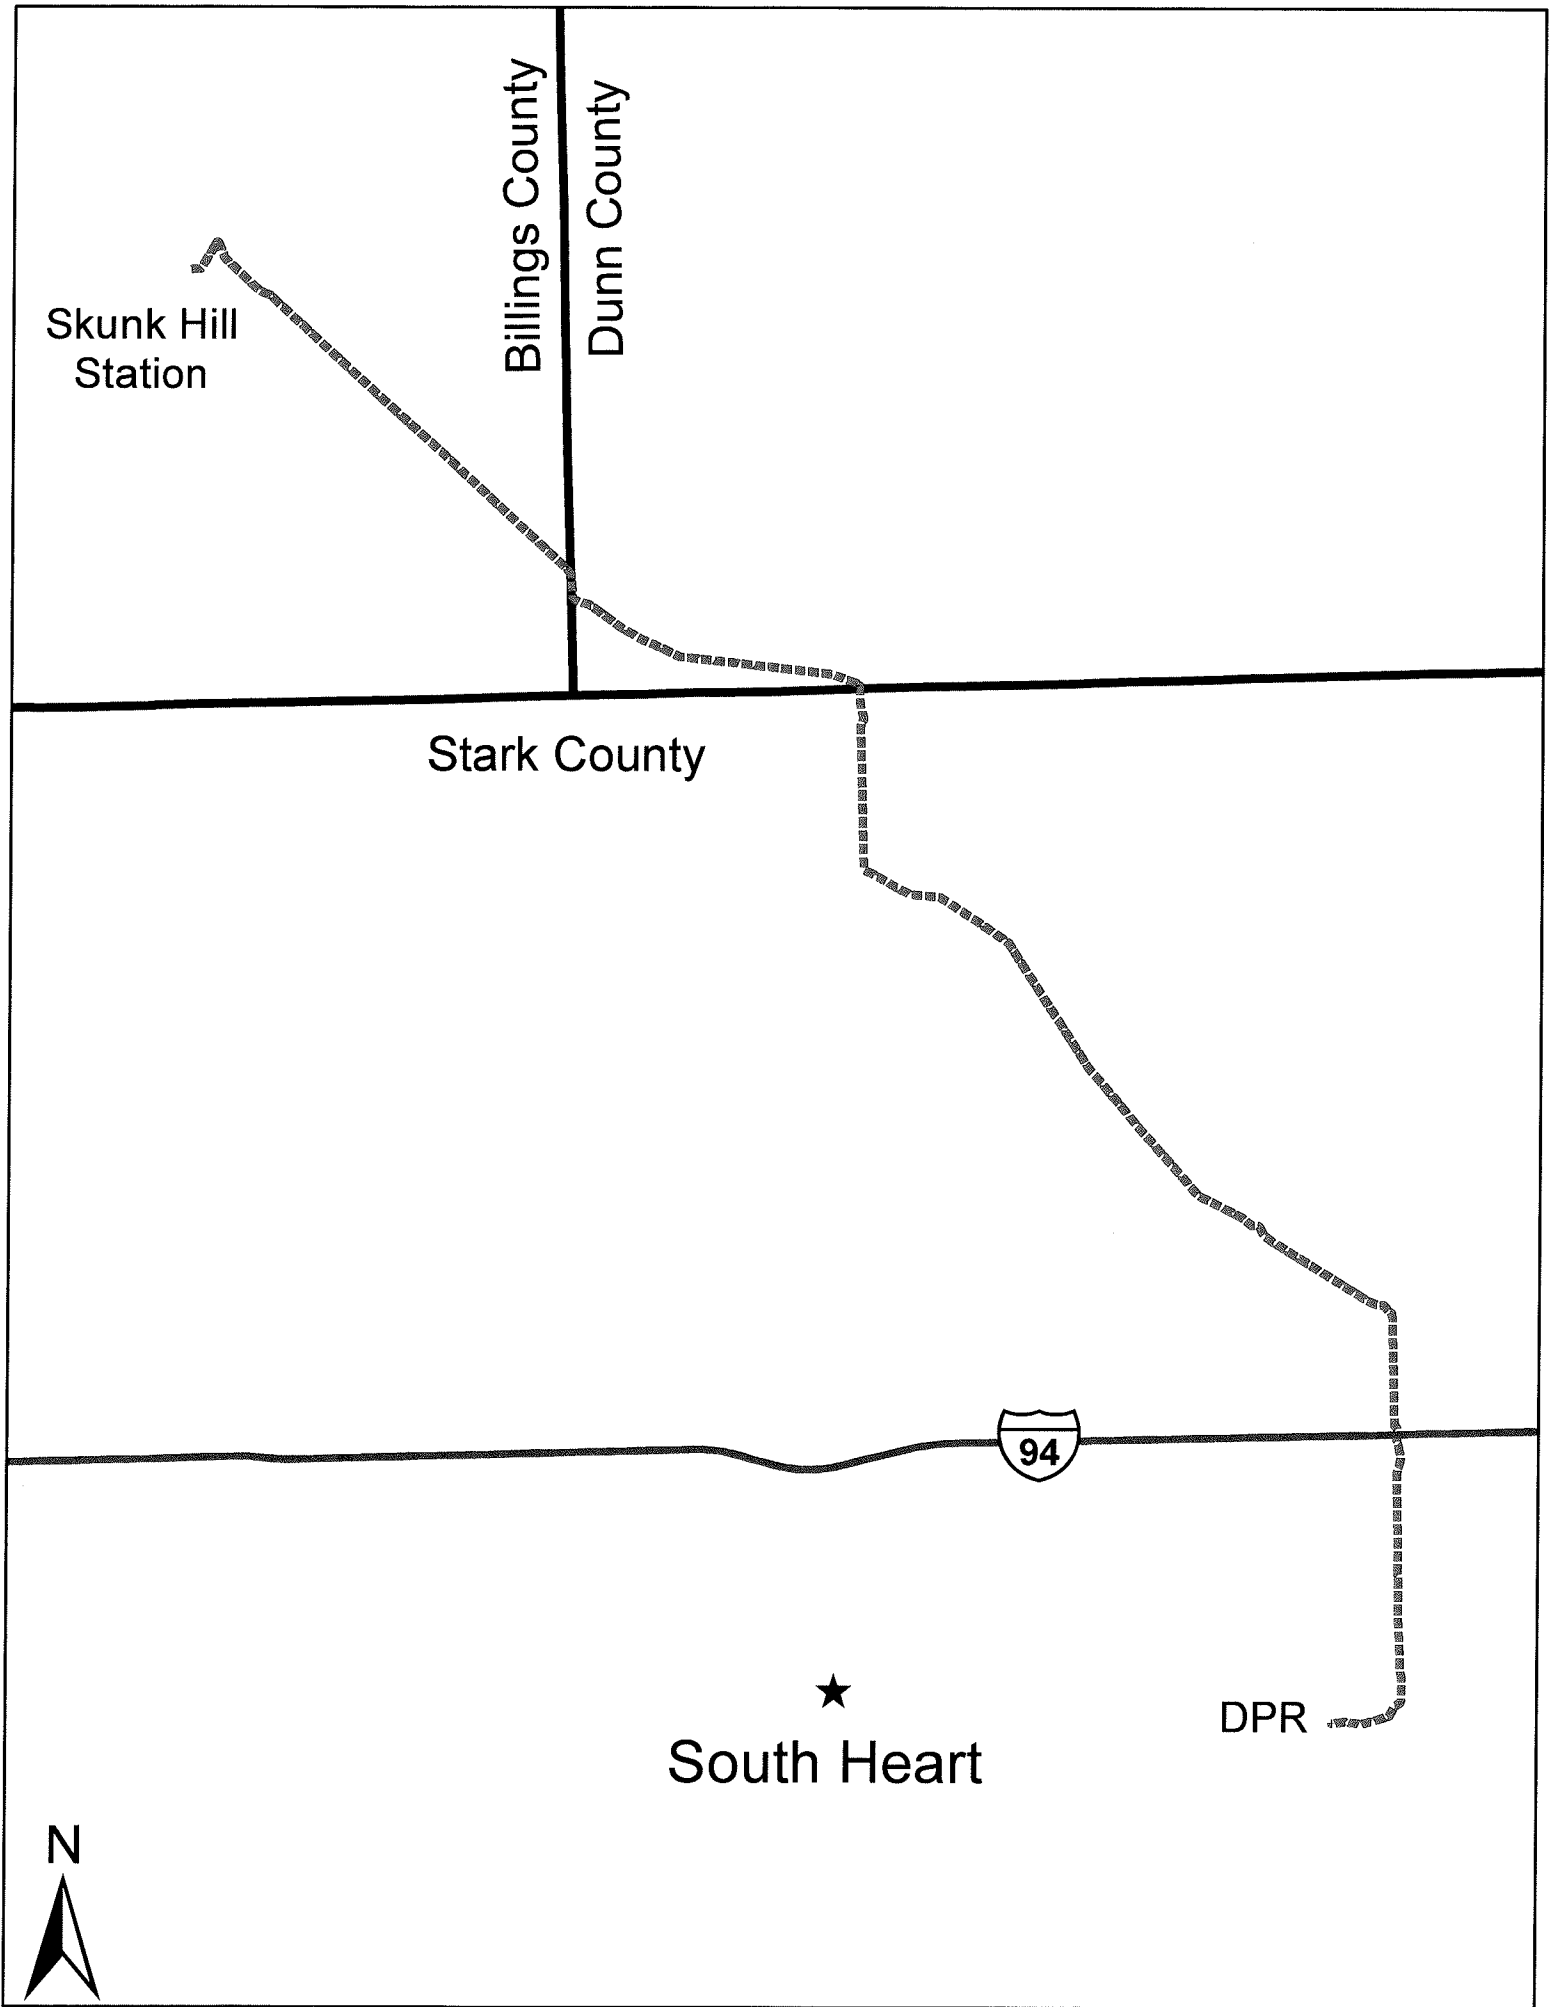 Billings County
Dunn County
Skunk Hill
Station
Stark County
94
DPR
South Heart
N